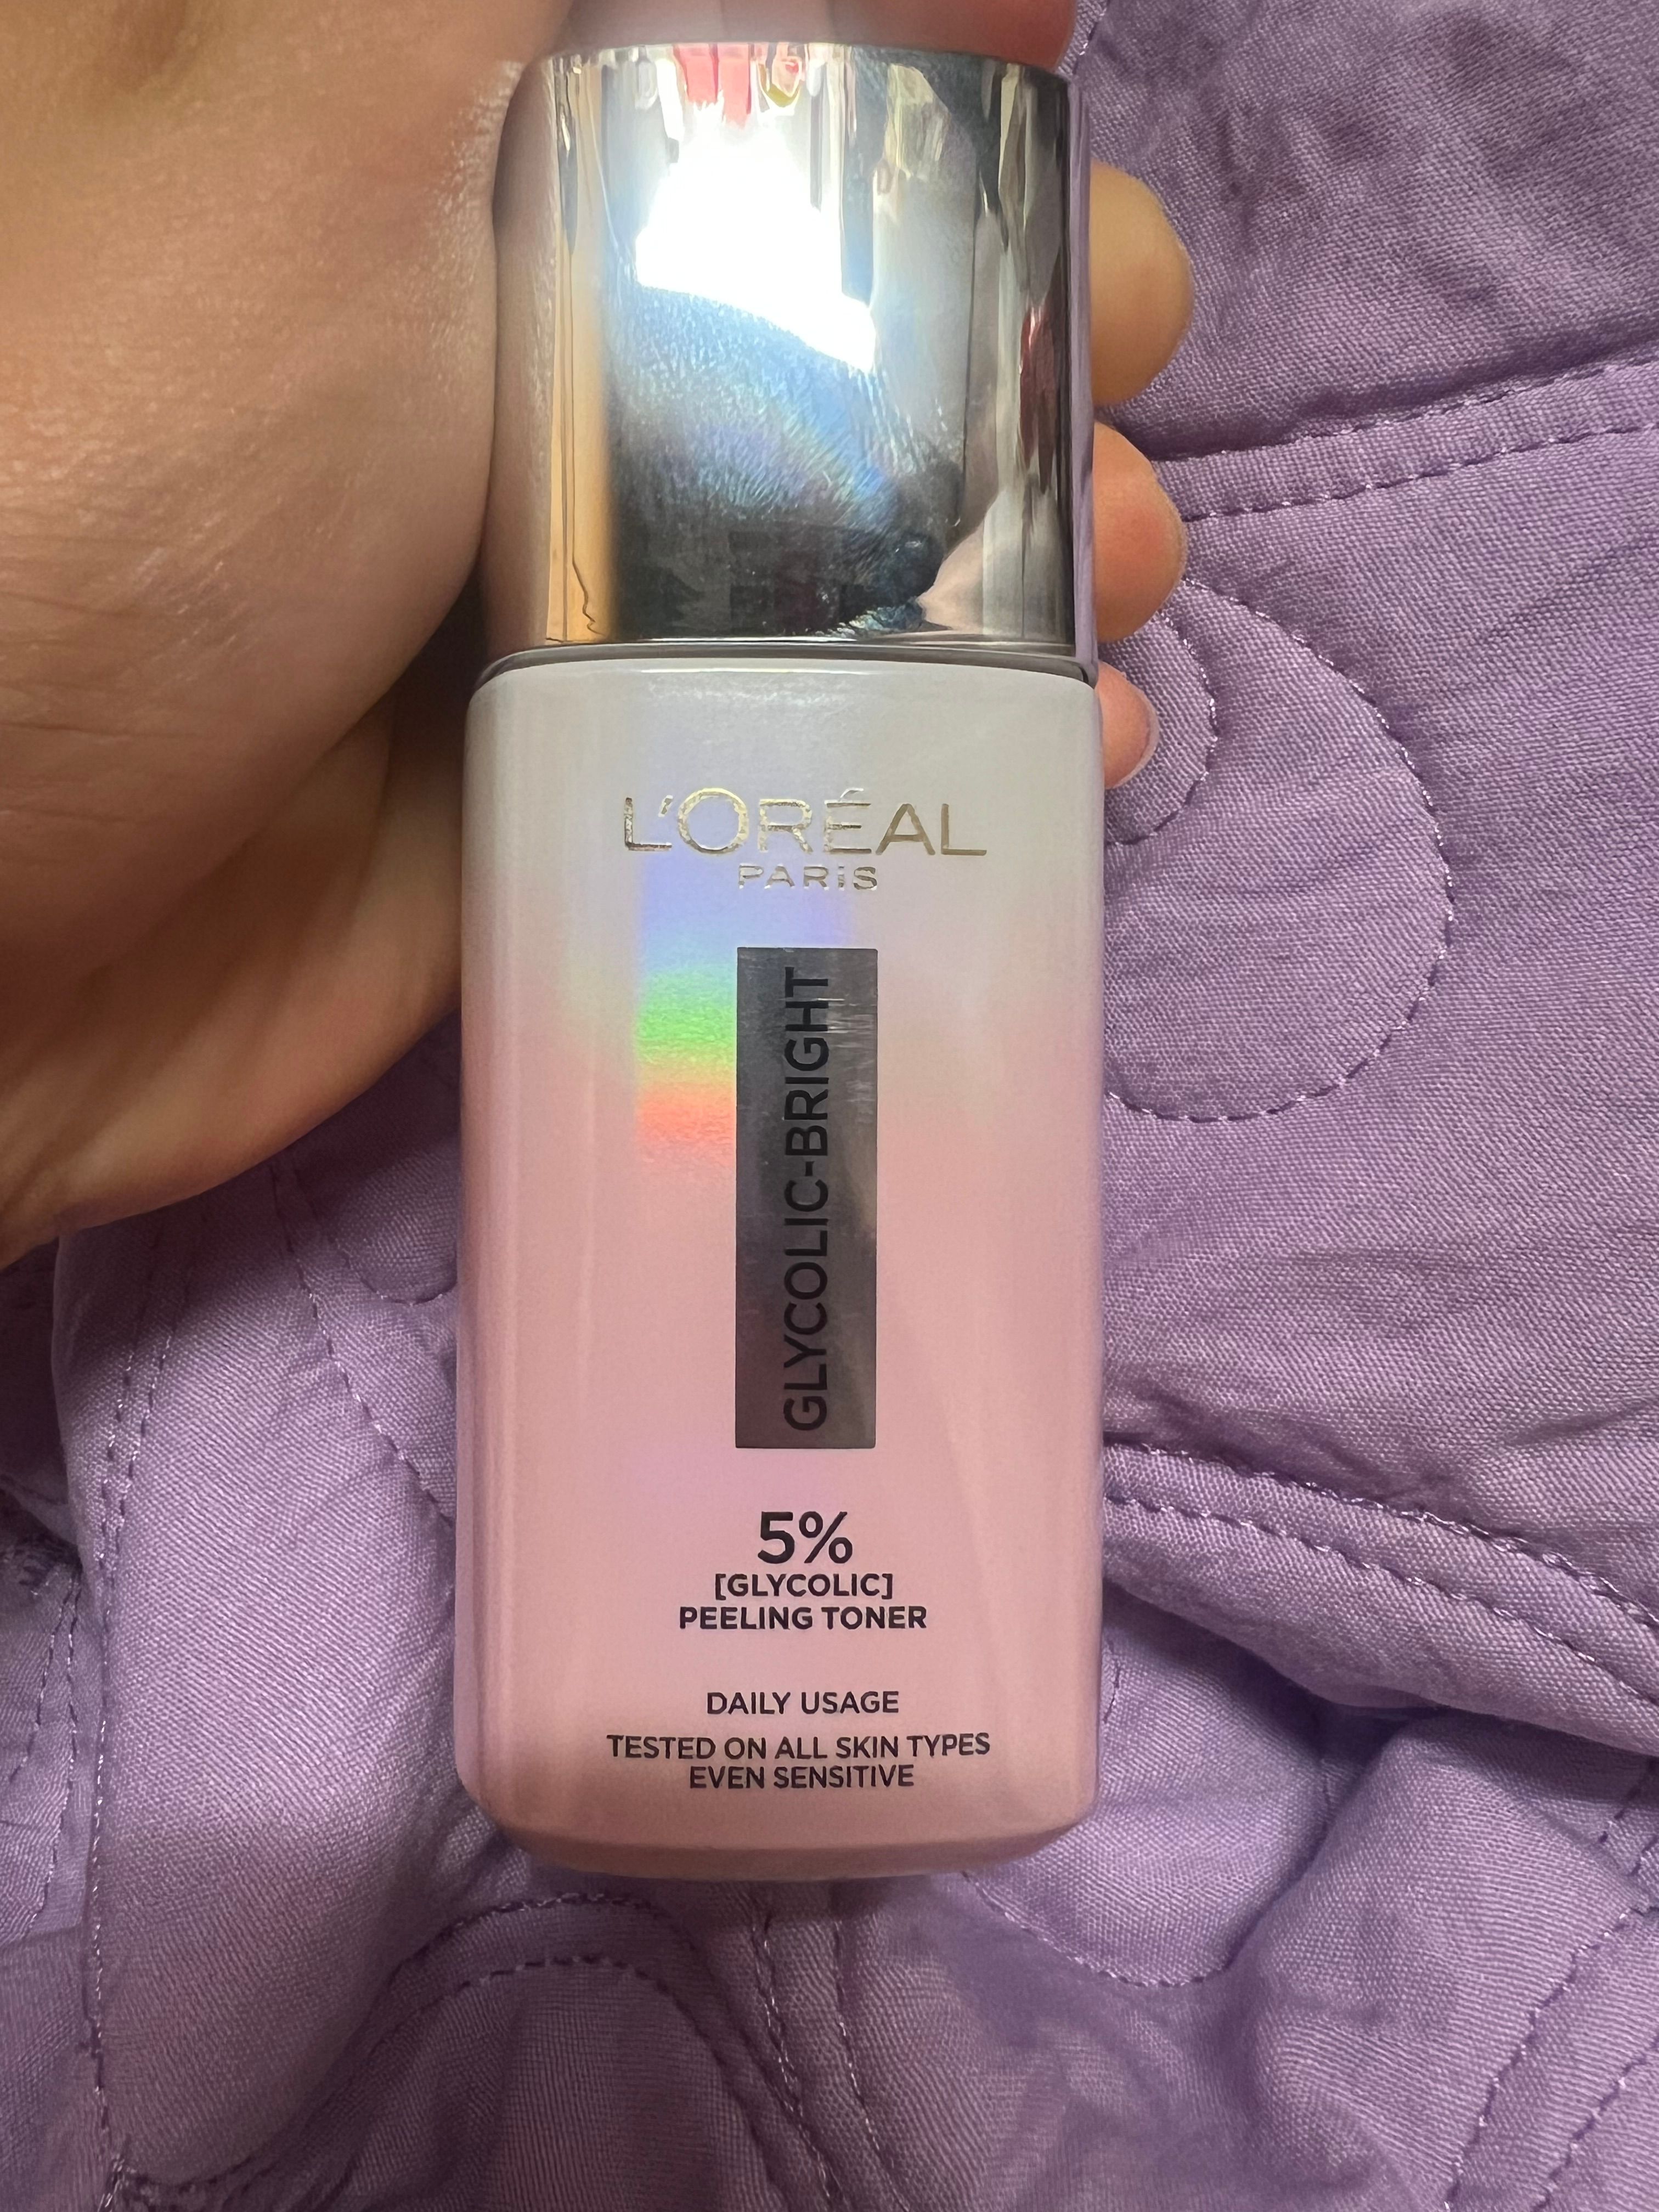 L'ORÉAL
PARIS
GLYCOLIC-BRIGHT
5%
[GLYCOLIC]
PEELING TONER
DAILY USAGE
TESTED ON ALL SKIN TYPES
EVEN SENSITIVE